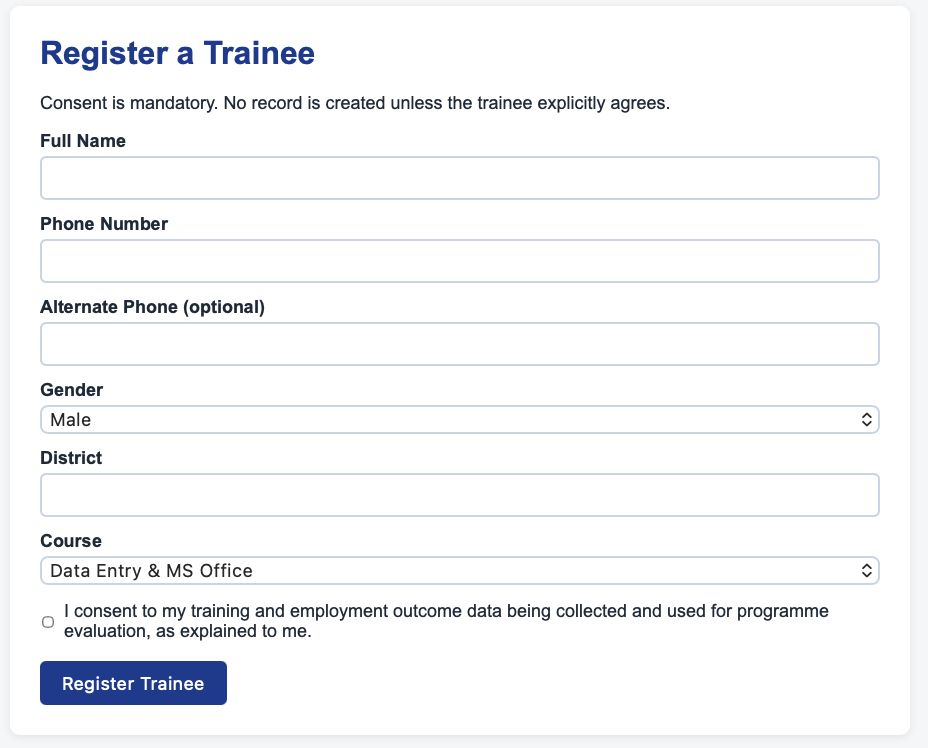 Register a Trainee
Consent is mandatory. No record is created unless the trainee explicitly agrees.
Full Name
Phone Number
Alternate Phone (optional)
Gender
Male
District
Course
Data Entry & MS Office
I consent to my training and employment outcome data being collected and used for programme
evaluation, as explained to me.
Register Trainee